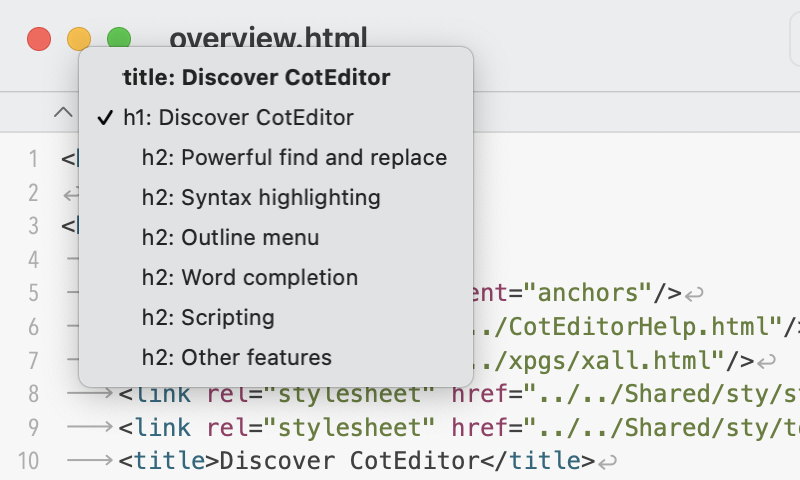 overview.html
title: Discover CotEditor
✓ h1: Discover CotEditor
h2: Powerful find and replace
h2: Syntax highlighting
h2: Outline menu
h2: Word completion
h2: Scripting
h2: Other features
1 <
2
3 <
4
5 ent="anchors"/>
6 ../CotEditorHelp.html"/
7 ../xpgs/xall.html"/>
8 <link rel="stylesheet" href="../../Shared/sty/s
9 <link rel="stylesheet" href="../../Shared/sty/t
10 <title>Discover CotEditor</title>